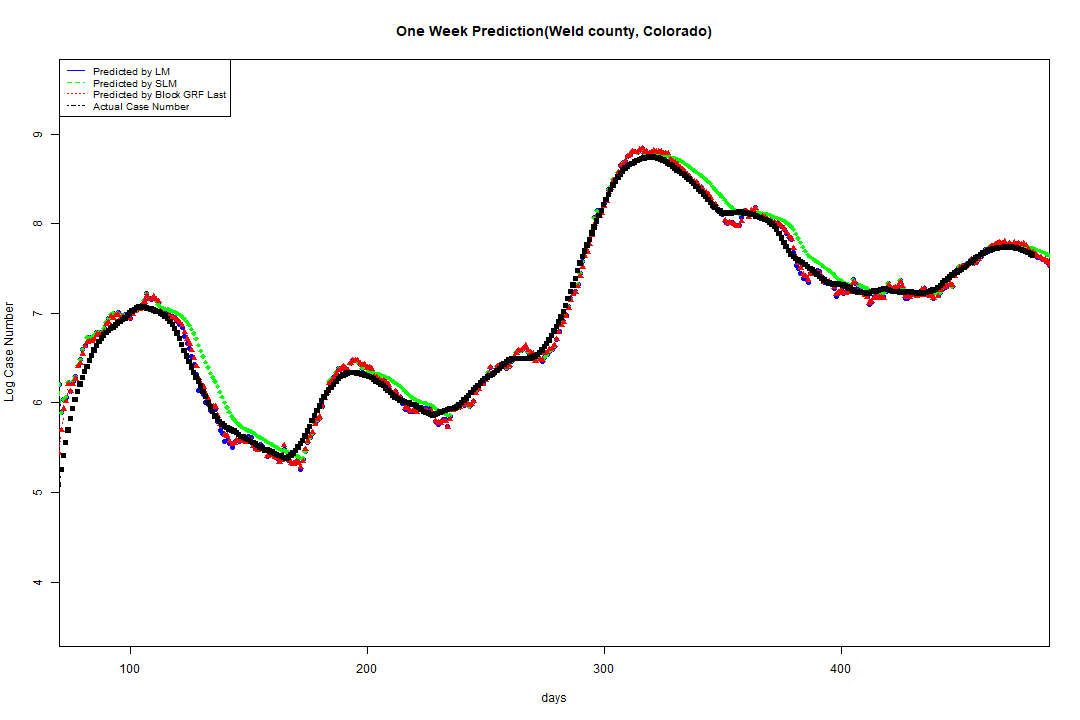 One Week Prediction(Weld county, Colorado)
Predicted by LM
Predicted by SLM
Predicted by Block GRF Last
Actual Case Number
9
8
7
6
5
4
Log Case Number
100 200 300 400
days